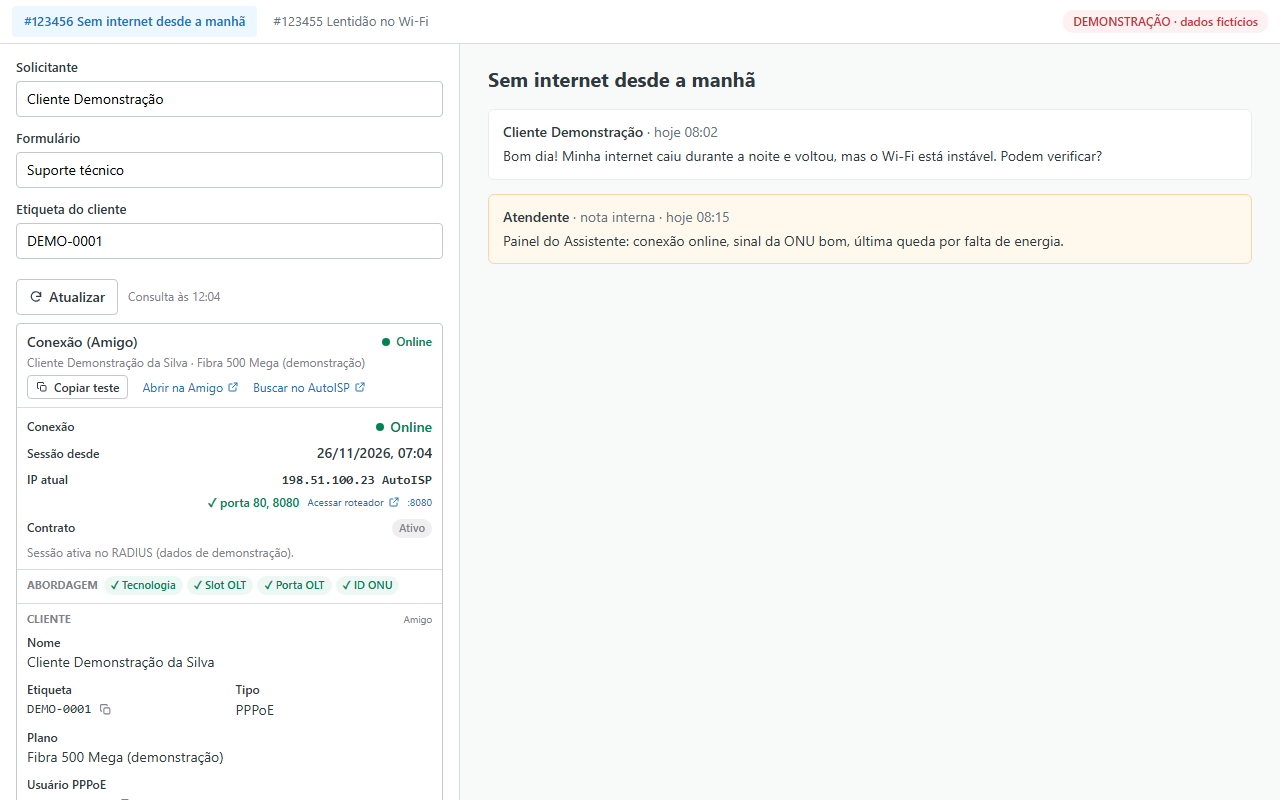 #123456 Sem internet desde a manhã
#123455 Lentidão no Wi-Fi
DEMONSTRAÇÃO · dados fictícios
Solicitante
Cliente Demonstração
Formulário
Suporte técnico
Etiqueta do cliente
DEMO-0001
Atualizar
Consulta às 12:04
Conexão (Amigo)
Online
Cliente Demonstração da Silva · Fibra 500 Mega (demonstração)
Copiar teste
Abrir na Amigo
Buscar no AutoISP
Conexão
Online
Sessão desde
26/11/2026, 07:04
IP atual
198.51.100.23 AutoISP
✓ porta 80, 8080
Acessar roteador
:8080
Contrato
Ativo
Sessão ativa no RADIUS (dados de demonstração).
ABORDAGEM
✓ Tecnologia
✓ Slot OLT
✓ Porta OLT
✓ ID ONU
CLIENTE
Amigo
Nome
Cliente Demonstração da Silva
Etiqueta
DEMO-0001
Tipo
PPPoE
Plano
Fibra 500 Mega (demonstração)
Usuário PPPoE
Sem internet desde a manhã
Cliente Demonstração · hoje 08:02
Bom dia! Minha internet caiu durante a noite e voltou, mas o Wi-Fi está instável. Podem verificar?
Atendente · nota interna · hoje 08:15
Painel do Assistente: conexão online, sinal da ONU bom, última queda por falta de energia.